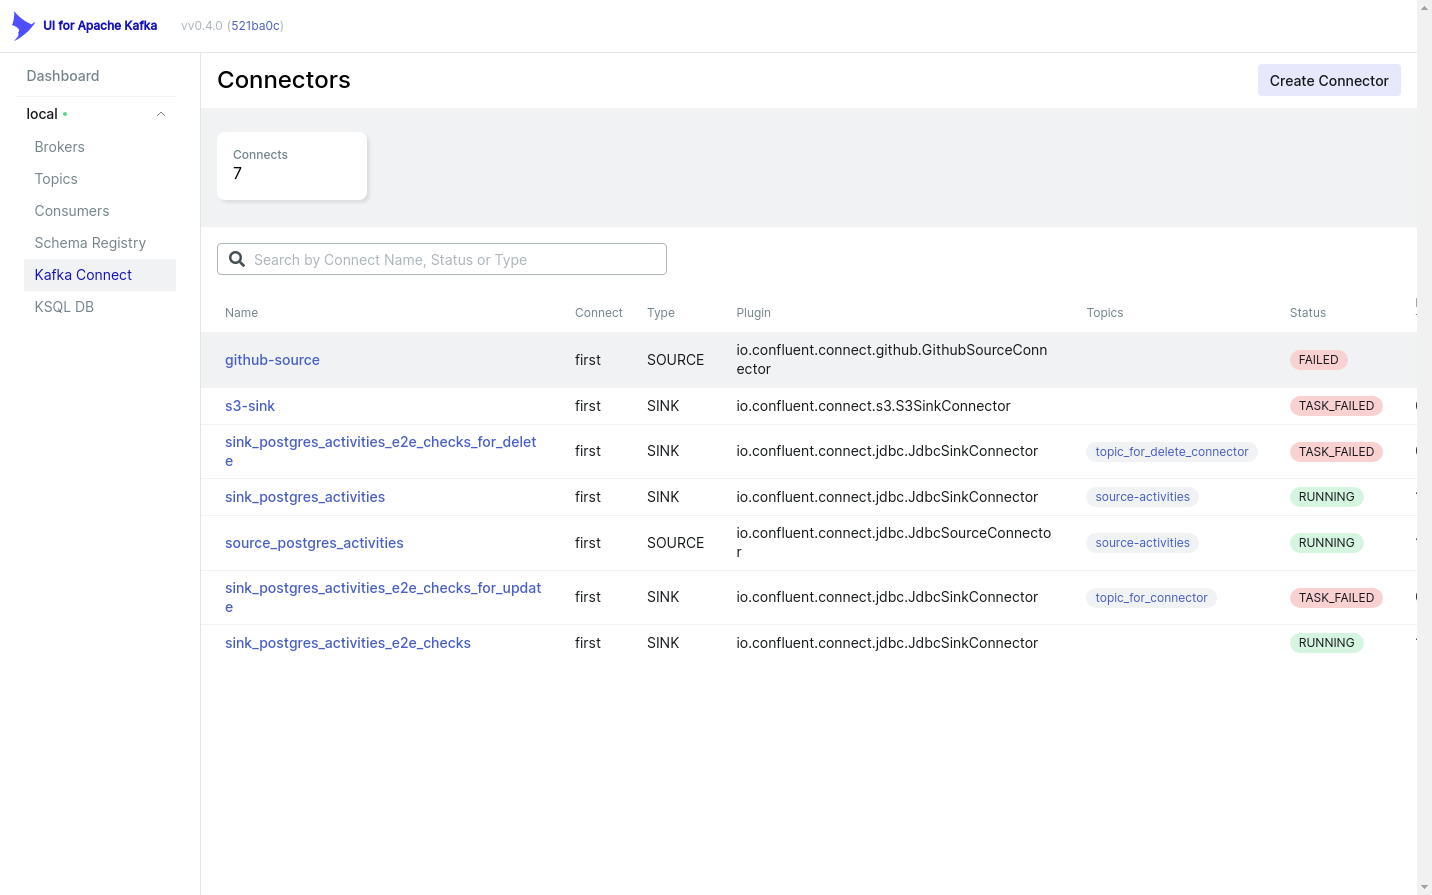 UI for Apache Kafka
vv0.4.0 (521ba0c)
Dashboard
local
Brokers
Topics
Consumers
Schema Registry
Kafka Connect
KSQL DB
Connectors
Create Connector
Connects
7
Search by Connect Name, Status or Type
Name Connect Type Plugin Topics Status
github-source first SOURCE io.confluent.connect.github.GithubSourceConn
ector FAILED
s3-sink first SINK io.confluent.connect.s3.S3SinkConnector TASK_FAILED
sink_postgres_activities_e2e_checks_for_delet
e first SINK io.confluent.connect.jdbc.JdbcSinkConnector topic_for_delete_connector TASK_FAILED
sink_postgres_activities first SINK io.confluent.connect.jdbc.JdbcSinkConnector source-activities RUNNING
source_postgres_activities first SOURCE io.confluent.connect.jdbc.JdbcSourceConnecto
r source-activities RUNNING
sink_postgres_activities_e2e_checks_for_updat
e first SINK io.confluent.connect.jdbc.JdbcSinkConnector topic_for_connector TASK_FAILED
sink_postgres_activities_e2e_checks first SINK io.confluent.connect.jdbc.JdbcSinkConnector RUNNING